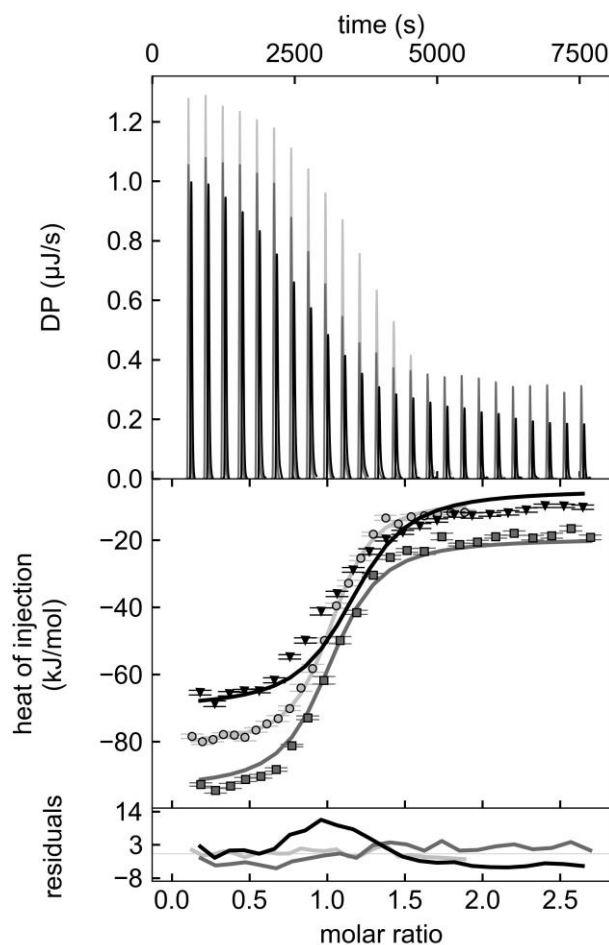 time (s)
0 2500 5000 7500
1.2
1.0
0.8
0.6
0.4
0.2
0.0
DP (µJ/s)
−20
−40
−60
−80
heat of injection
(kJ/mol)
14
3
−8
residuals
0.0 0.5 1.0 1.5 2.0 2.5
molar ratio